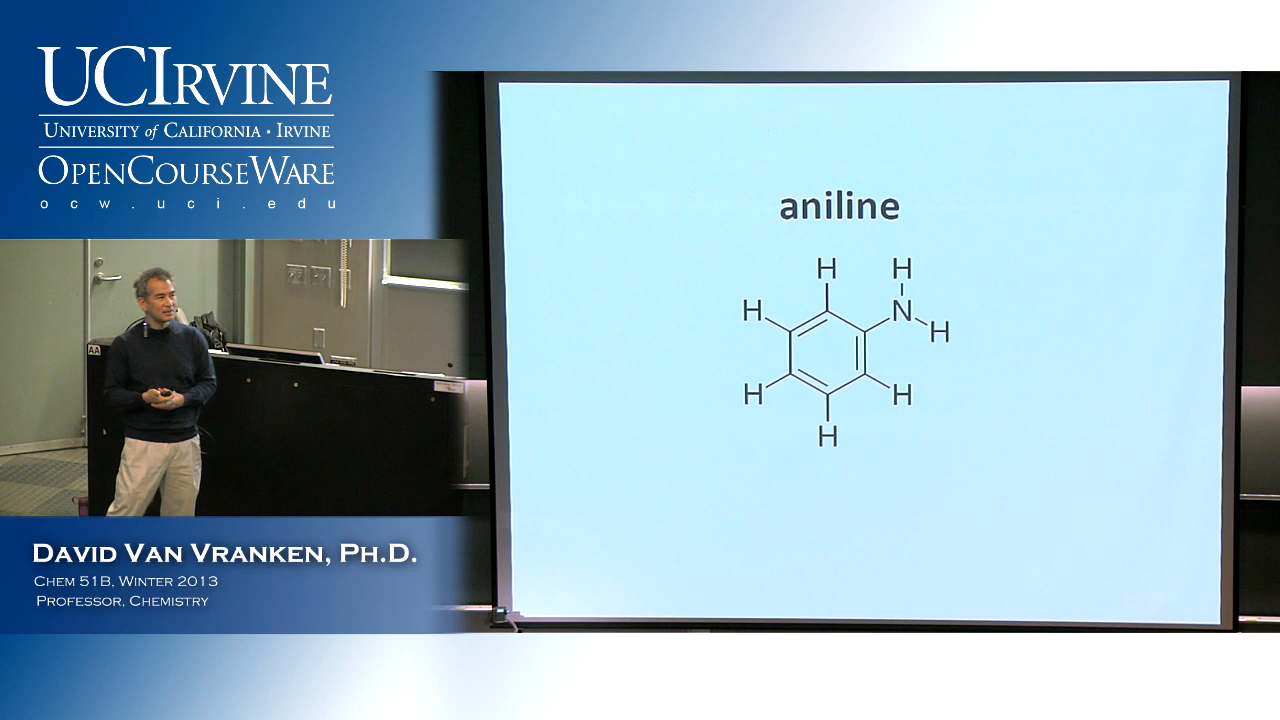 UCIRVINE
UNIVERSITY of CALIFORNIA · IRVINE
OPENCOURSEWARE
ocw.uci.edu
AA
DAVID VAN VRANKEN, PH.D.
CHEM 51B, WINTER 2013
PROFESSOR, CHEMISTRY
aniline
H H
H N
H
H H
H